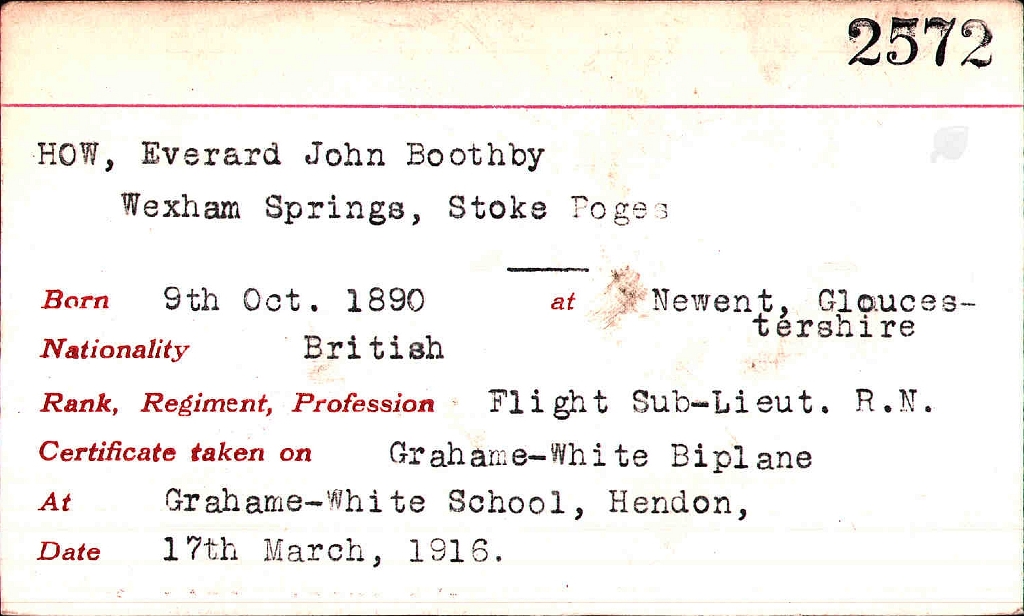 2572
HOW, Everard John Boothby
Wexham Springs, Stoke Poges
Born 9th Oct. 1890 at Newent, Glouces-
tershire
Nationality British
Rank, Regiment, Profession Flight Sub-Lieut. R.N.
Certificate taken on Grahame-White Biplane
At Grahame-White School, Hendon,
Date 17th March, 1916.